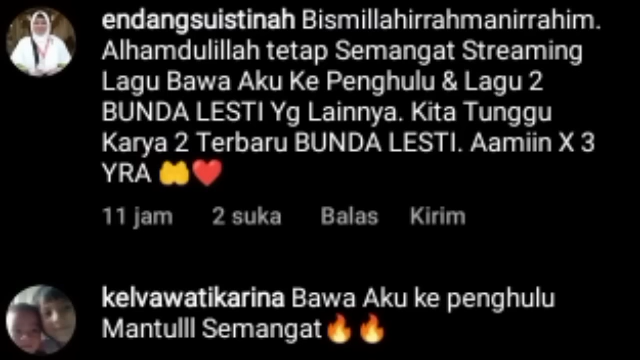 endangsuistinah Bismillahirrahmanirrahim.
Alhamdulillah tetap Semangat Streaming
Lagu Bawa Aku Ke Penghulu & Lagu 2
BUNDA LESTI Yg Lainnya. Kita Tunggu
Karya 2 Terbaru BUNDA LESTI. Aamiin X 3
YRA 🤲❤️
11 jam 2 suka Balas Kirim
kelvawatikarina Bawa Aku ke penghulu
Mantulll Semangat🔥🔥